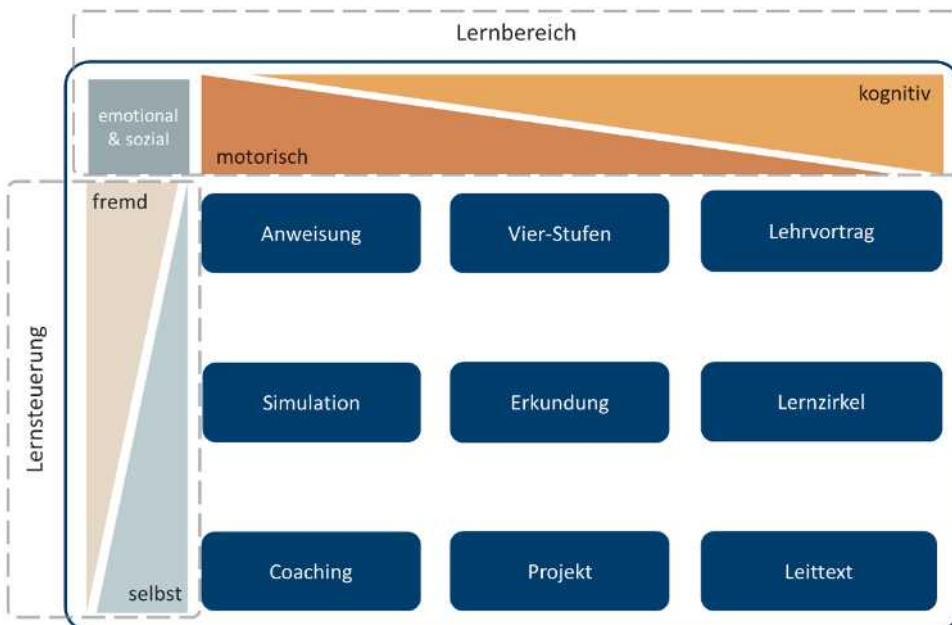 Lernbereich
emotional
& sozial
kognitiv
motorisch
Lernsteuerung
fremd
selbst
Anweisung
Vier-Stufen
Lehrvortrag
Simulation
Erkundung
Lernzirkel
Coaching
Projekt
Leittext